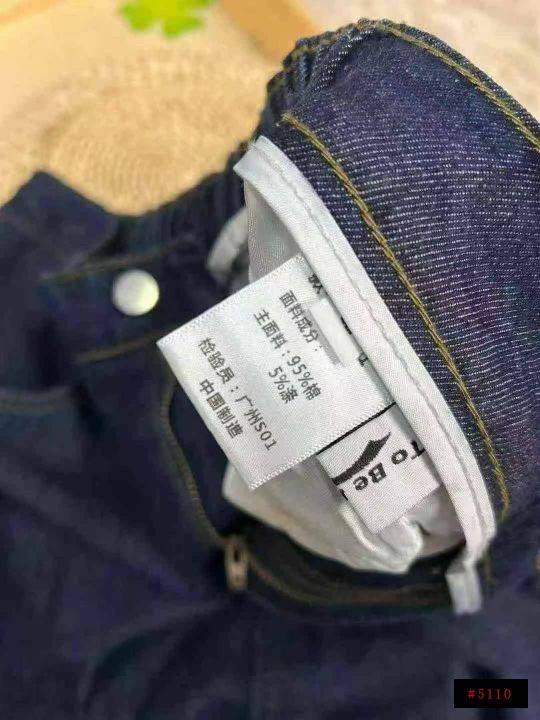 面料成分：
主面料：95%棉
5%涤
检验员：广州S01
中国制造
To Be
#5110